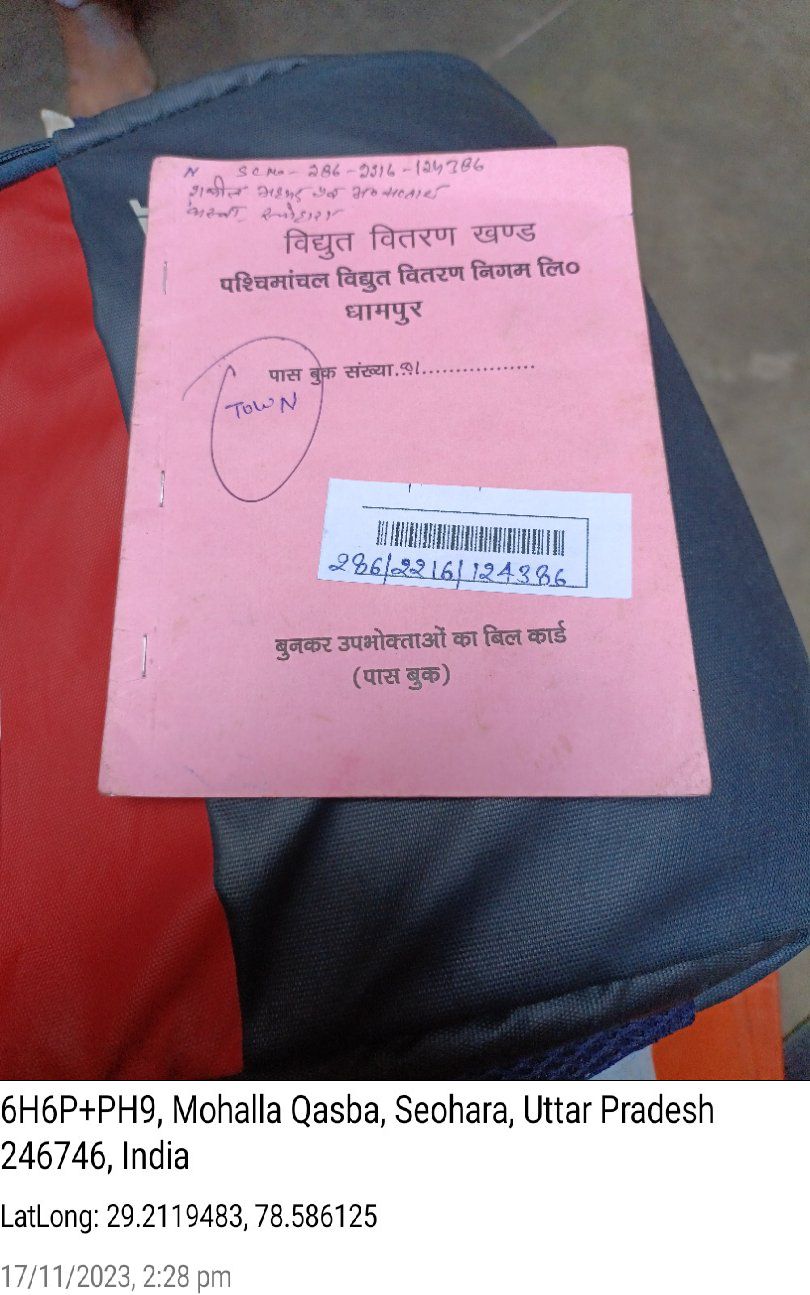 N SC No - 286 - 2216 - 124386
शकील अहमद
विद्युत वितरण खण्ड
पश्चिमांचल विद्युत वितरण निगम लि०
धामपुर
पास बुक संख्या
TOWN
286/2216/124386
बुनकर उपभोक्ताओं का बिल कार्ड
(पास बुक)
6H6P+PH9, Mohalla Qasba, Seohara, Uttar Pradesh
246746, India
LatLong: 29.2119483, 78.586125
17/11/2023, 2:28 pm